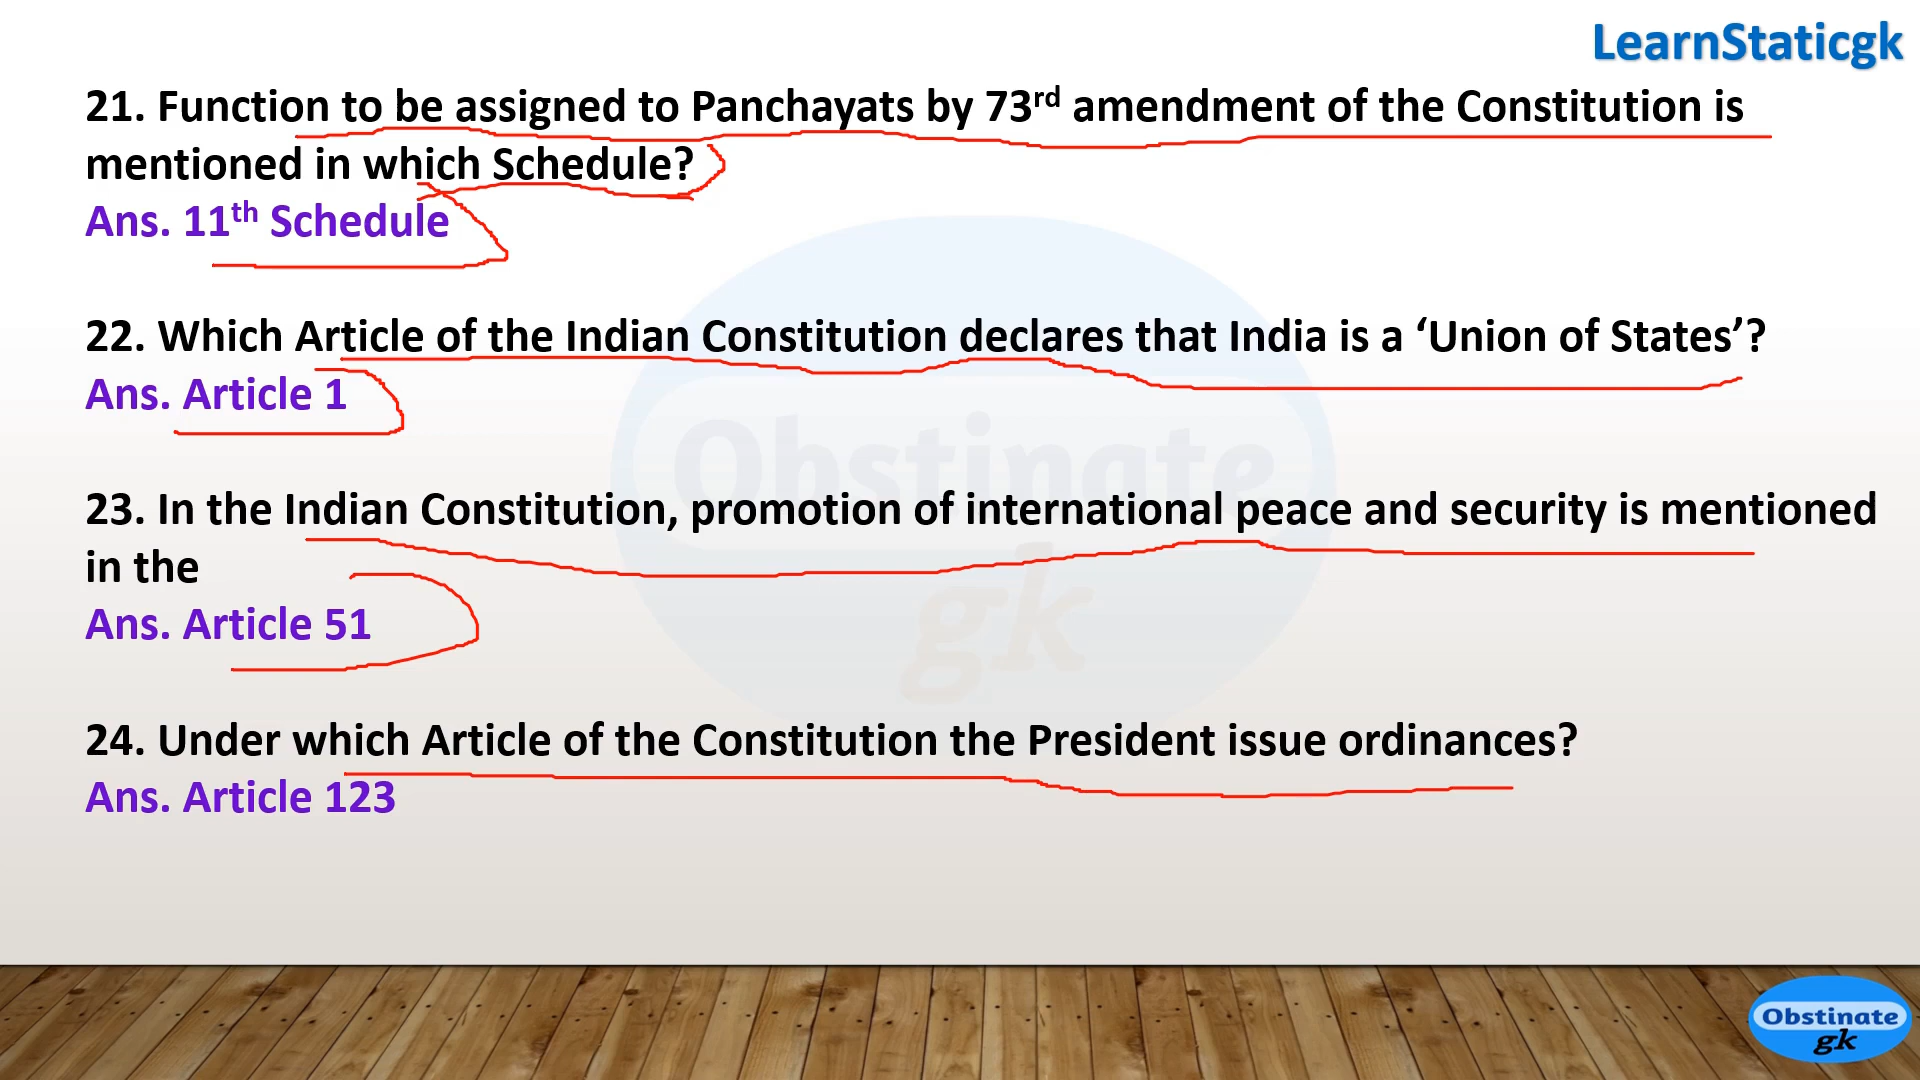 LearnStaticgk
21. Function to be assigned to Panchayats by 73rd amendment of the Constitution is
mentioned in which Schedule?
Ans. 11th Schedule
22. Which Article of the Indian Constitution declares that India is a ‘Union of States’?
Ans. Article 1
23. In the Indian Constitution, promotion of international peace and security is mentioned
in the
Ans. Article 51
24. Under which Article of the Constitution the President issue ordinances?
Ans. Article 123
Obstinate
gk
Obstinate
gk